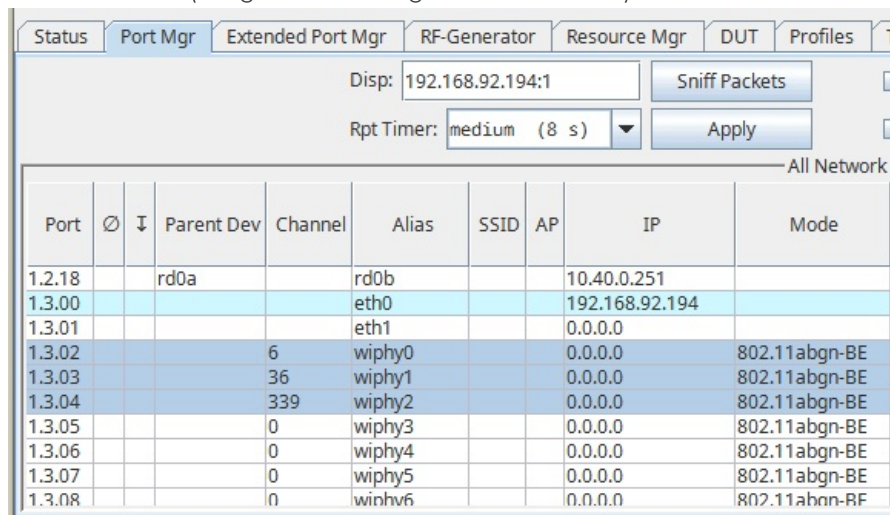 Status Port Mgr Extended Port Mgr RF-Generator Resource Mgr DUT Profiles
Disp: 192.168.92.194:1 Sniff Packets
Rpt Timer: medium (8 s) Apply
All Network
Port ∅ ↧ Parent Dev Channel Alias SSID AP IP Mode
1.2.18 rd0a rd0b 10.40.0.251
1.3.00 eth0 192.168.92.194
1.3.01 eth1 0.0.0.0
1.3.02 6 wiphy0 0.0.0.0 802.11abgn-BE
1.3.03 36 wiphy1 0.0.0.0 802.11abgn-BE
1.3.04 339 wiphy2 0.0.0.0 802.11abgn-BE
1.3.05 0 wiphy3 0.0.0.0 802.11abgn-BE
1.3.06 0 wiphy4 0.0.0.0 802.11abgn-BE
1.3.07 0 wiphy5 0.0.0.0 802.11abgn-BE
1.3.08 0 wiphy6 0.0.0.0 802.11abgn-BE